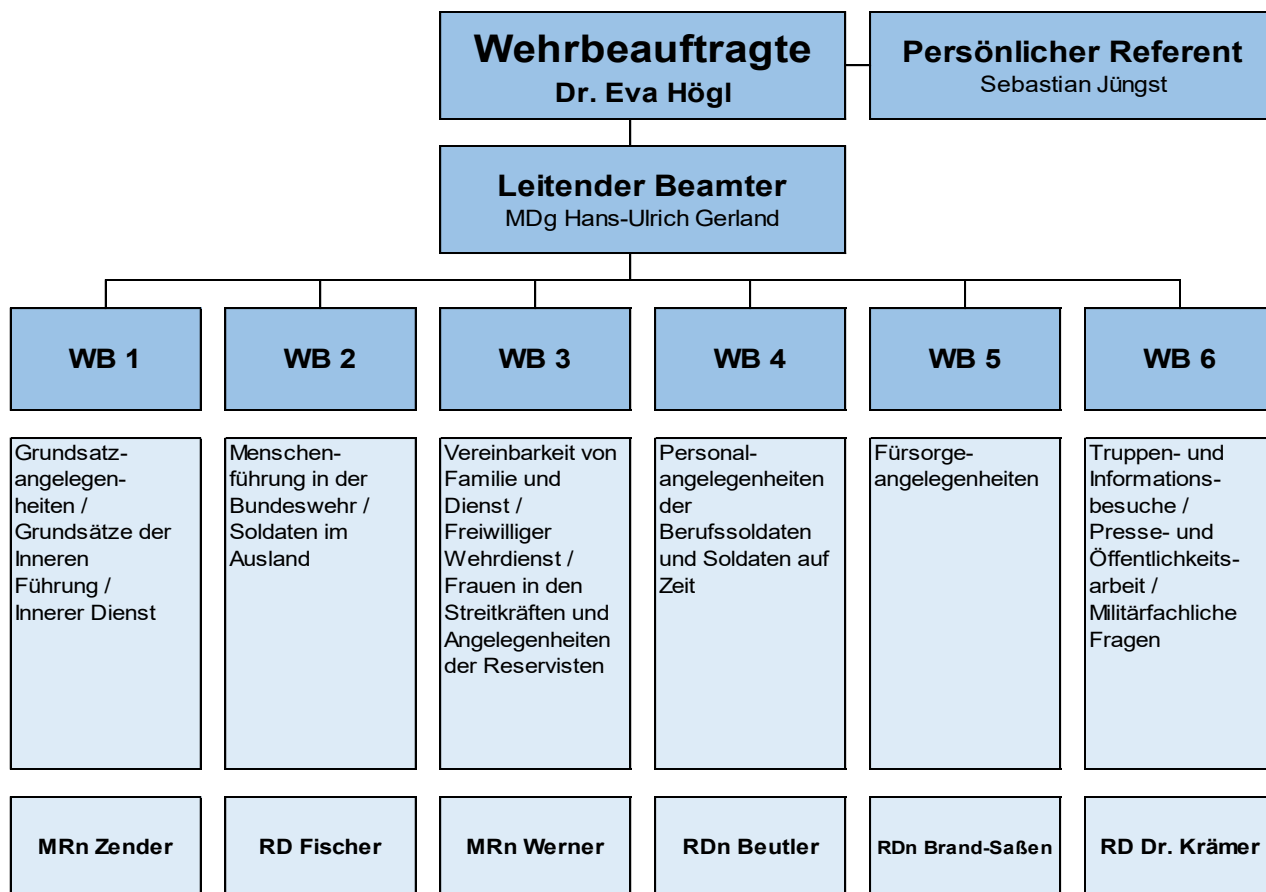 Wehrbeauftragte
Dr. Eva Högl
Persönlicher Referent
Sebastian Jüngst
Leitender Beamter
MDg Hans-Ulrich Gerland
WB 1
WB 2
WB 3
WB 4
WB 5
WB 6
Grundsatz-
angelegen-
heiten /
Grundsätze der
Inneren
Führung /
Innerer Dienst
Menschen-
führung in der
Bundeswehr /
Soldaten im
Ausland
Vereinbarkeit von
Familie und
Dienst /
Freiwilliger
Wehrdienst /
Frauen in den
Streitkräften und
Angelegenheiten
der Reservisten
Personal-
angelegenheiten
der
Berufssoldaten
und Soldaten auf
Zeit
Fürsorge-
angelegenheiten
Truppen- und
Informations-
besuche /
Presse- und
Öffentlichkeits-
arbeit /
Militärfachliche
Fragen
MRn Zender
RD Fischer
MRn Werner
RDn Beutler
RDn Brand-Saßen
RD Dr. Krämer